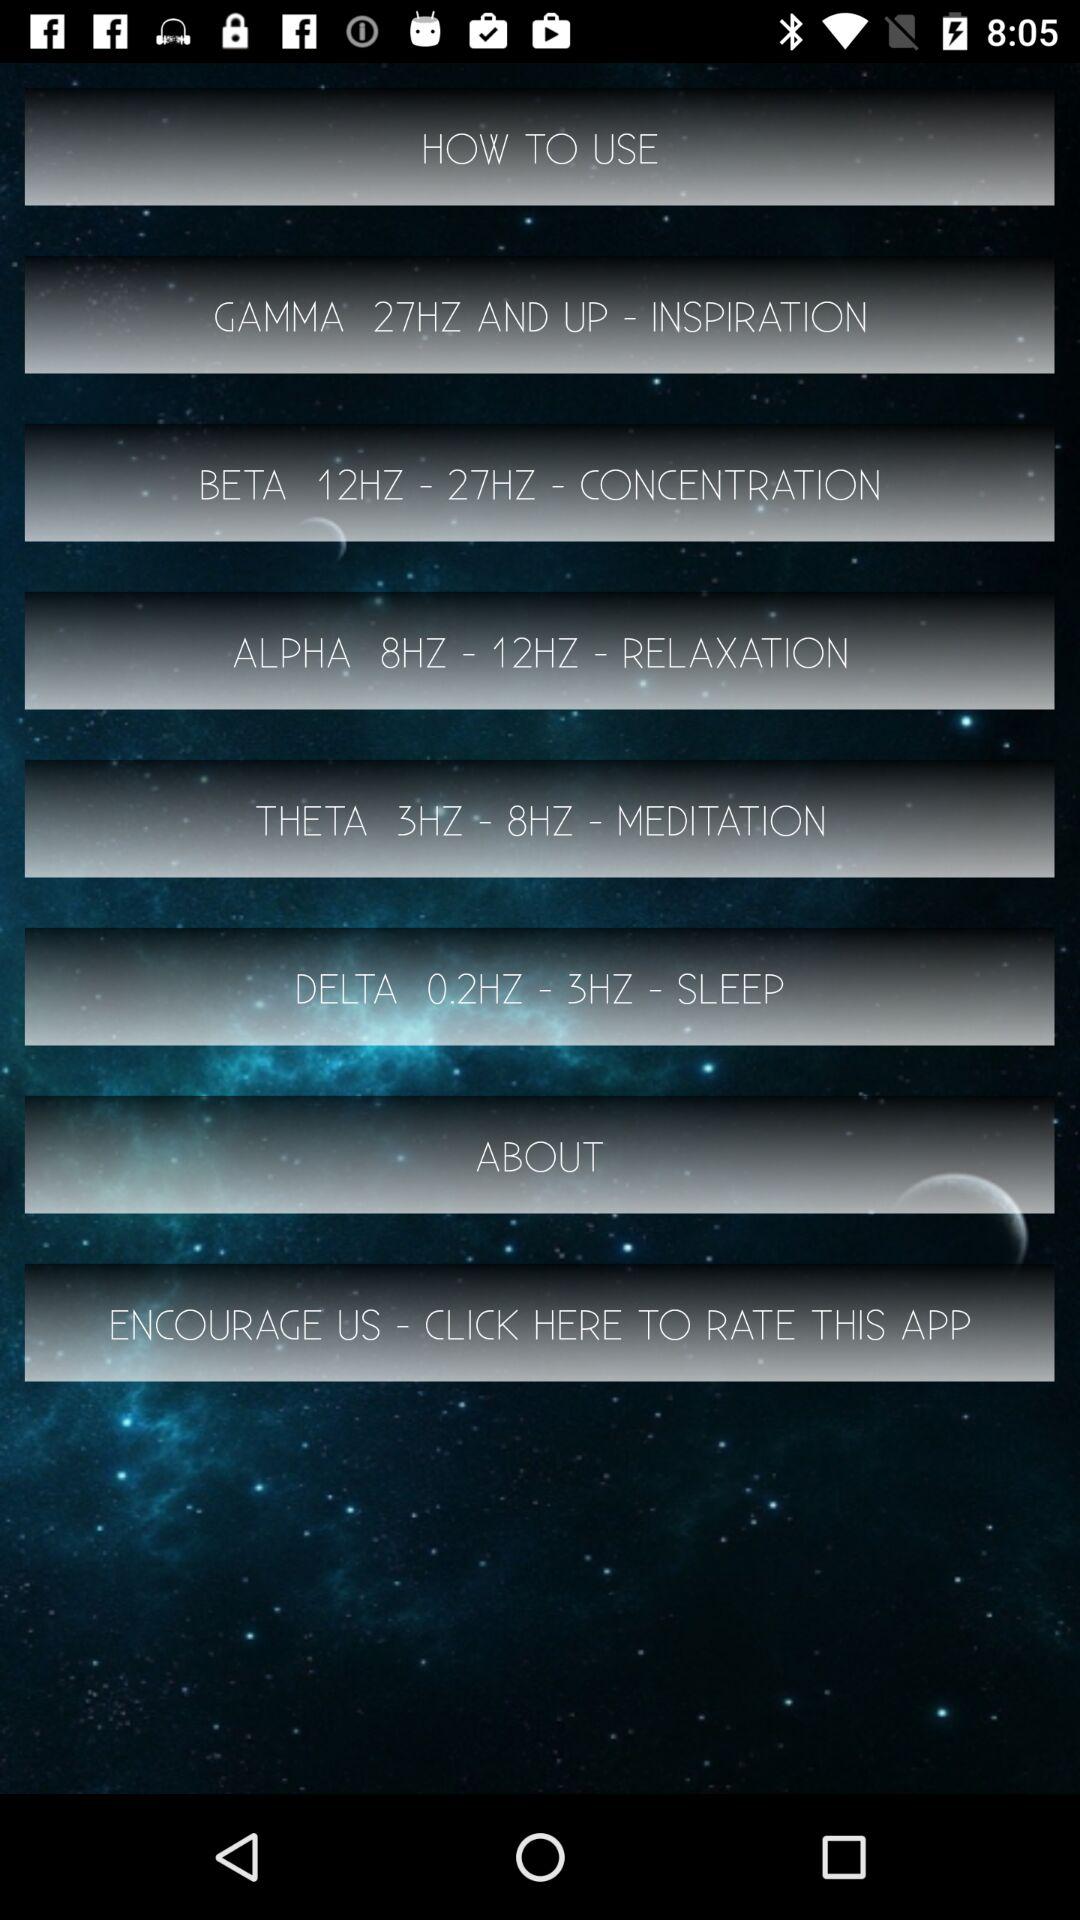 8:05
HOW TO USE
GAMMA 27HZ AND UP - INSPIRATION
BETA 12HZ - 27HZ - CONCENTRATION
ALPHA 8HZ - 12HZ - RELAXATION
THETA 3HZ - 8HZ - MEDITATION
DELTA 0.2HZ - 3HZ - SLEEP
ABOUT
ENCOURAGE US - CLICK HERE TO RATE THIS APP